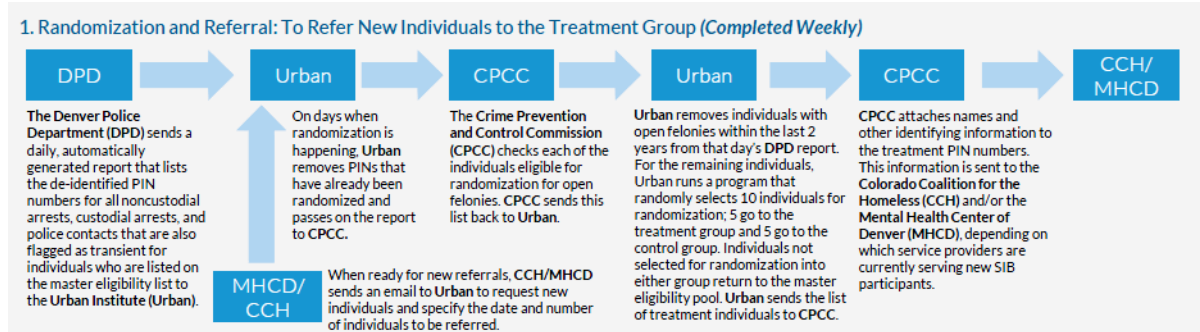 1. Randomization and Referral: To Refer New Individuals to the Treatment Group (Completed Weekly)
DPD
Urban
CPCC
Urban
CPCC
CCH/
MHCD
The Denver Police
Department (DPD) sends a
daily, automatically
generated report that lists
the de-identified PIN
numbers for all noncustodial
arrests, custodial arrests, and
police contacts that are also
flagged as transient for
individuals who are listed on
the master eligibility list to
the Urban Institute (Urban).
On days when
randomization is
happening, Urban
removes PINs that
have already been
randomized and
passes on the report
to CPCC.
The Crime Prevention
and Control Commission
(CPCC) checks each of the
individuals eligible for
randomization for open
felonies. CPCC sends this
list back to Urban.
Urban removes individuals with
open felonies within the last 2
years from that day's DPD report.
For the remaining individuals,
Urban runs a program that
randomly selects 10 individuals for
randomization; 5 go to the
treatment group and 5 go to the
control group. Individuals not
selected for randomization into
either group return to the master
eligibility pool. Urban sends the list
of treatment individuals to CPCC.
CPCC attaches names and
other identifying information to
the treatment PIN numbers.
This information is sent to the
Colorado Coalition for the
Homeless (CCH) and/or the
Mental Health Center of
Denver (MHCD), depending on
which service providers are
currently serving new SIB
participants.
MHCD/
CCH
When ready for new referrals, CCH/MHCD
sends an email to Urban to request new
individuals and specify the date and number
of individuals to be referred.